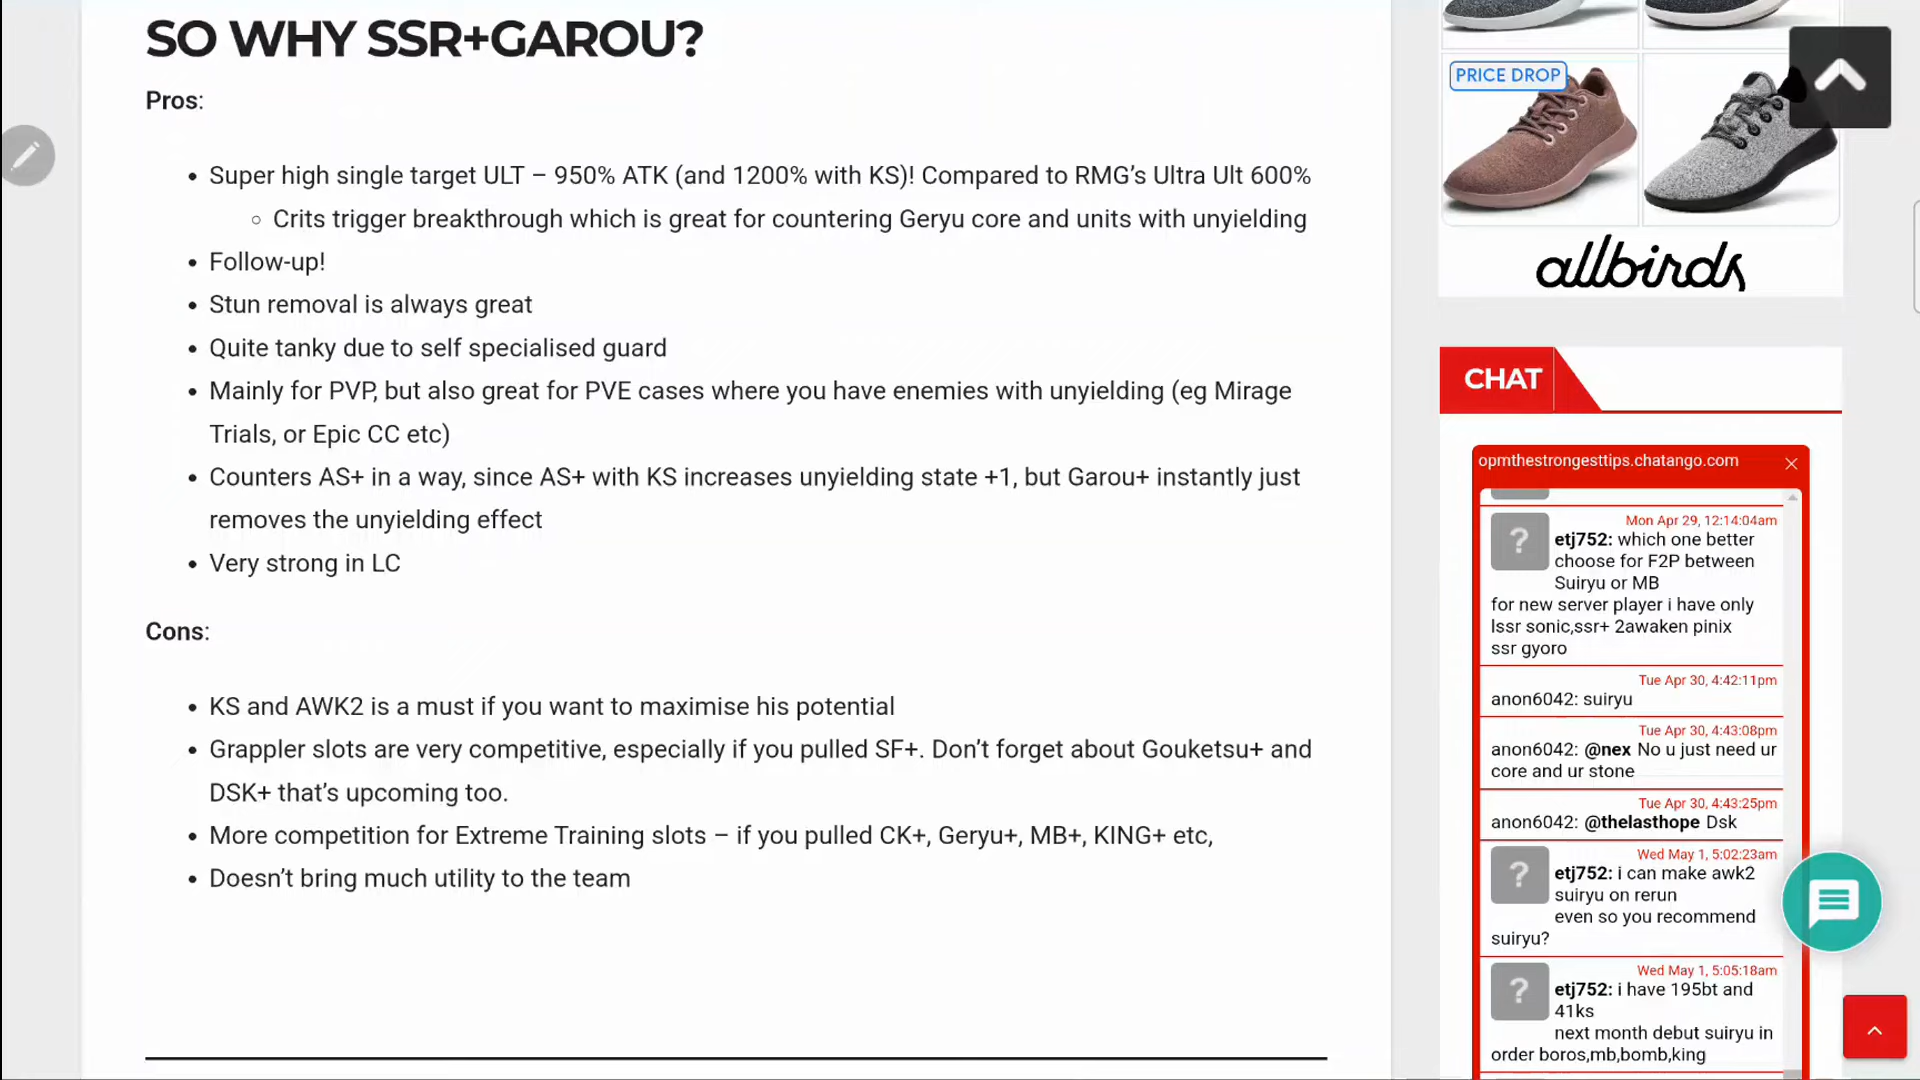 SO WHY SSR+GAROU?
Pros:
• Super high single target ULT – 950% ATK (and 1200% with KS)! Compared to RMG’s Ultra Ult 600%
◦ Crits trigger breakthrough which is great for countering Geryu core and units with unyielding
• Follow-up!
• Stun removal is always great
• Quite tanky due to self specialised guard
• Mainly for PVP, but also great for PVE cases where you have enemies with unyielding (eg Mirage
Trials, or Epic CC etc)
• Counters AS+ in a way, since AS+ with KS increases unyielding state +1, but Garou+ instantly just
removes the unyielding effect
• Very strong in LC
Cons:
• KS and AWK2 is a must if you want to maximise his potential
• Grappler slots are very competitive, especially if you pulled SF+. Don’t forget about Gouketsu+ and
DSK+ that’s upcoming too.
• More competition for Extreme Training slots – if you pulled CK+, Geryu+, MB+, KING+ etc,
• Doesn’t bring much utility to the team
PRICE DROP
allbirds
CHAT
opmthestrongesttips.chatango.com
Mon Apr 29, 12:14:04am
etj752: which one better
choose for F2P between
Suiryu or MB
for new server player i have only
lssr sonic,ssr+ 2awaken pinix
ssr gyoro
Tue Apr 30, 4:42:11pm
anon6042: suiryu
Tue Apr 30, 4:43:08pm
anon6042: @nex No u just need ur
core and ur stone
Tue Apr 30, 4:43:25pm
anon6042: @thelasthope Dsk
Wed May 1, 5:02:23am
etj752: i can make awk2
suiryu on rerun
even so you recommend
suiryu?
Wed May 1, 5:05:18am
etj752: i have 195bt and
41ks
next month debut suiryu in
order boros,mb,bomb,king